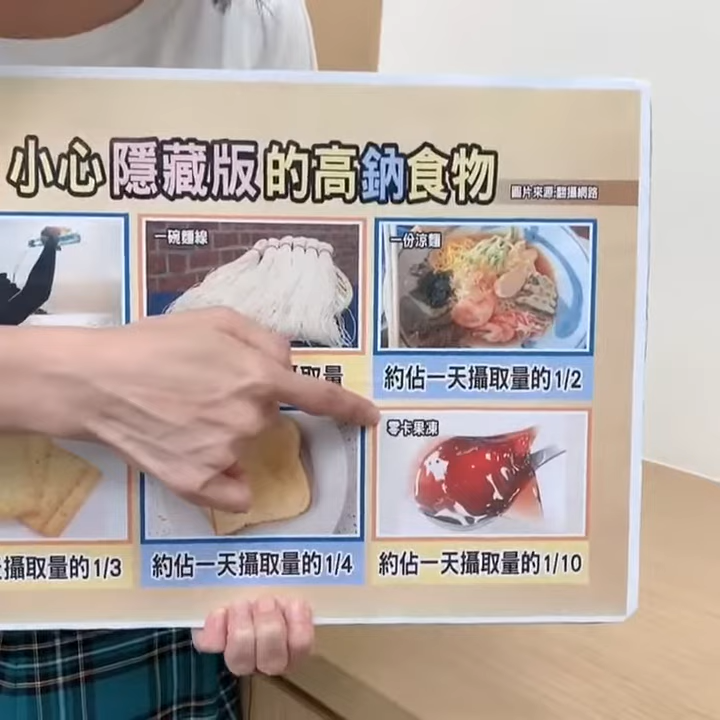 小心隱藏版的高鈉食物
圖片來源:翻攝網路
一碗麵線
一份涼麵
取量
約佔一天攝取量的1/2
零卡果凍
攝取量的1/3
約佔一天攝取量的1/4
約佔一天攝取量的1/10